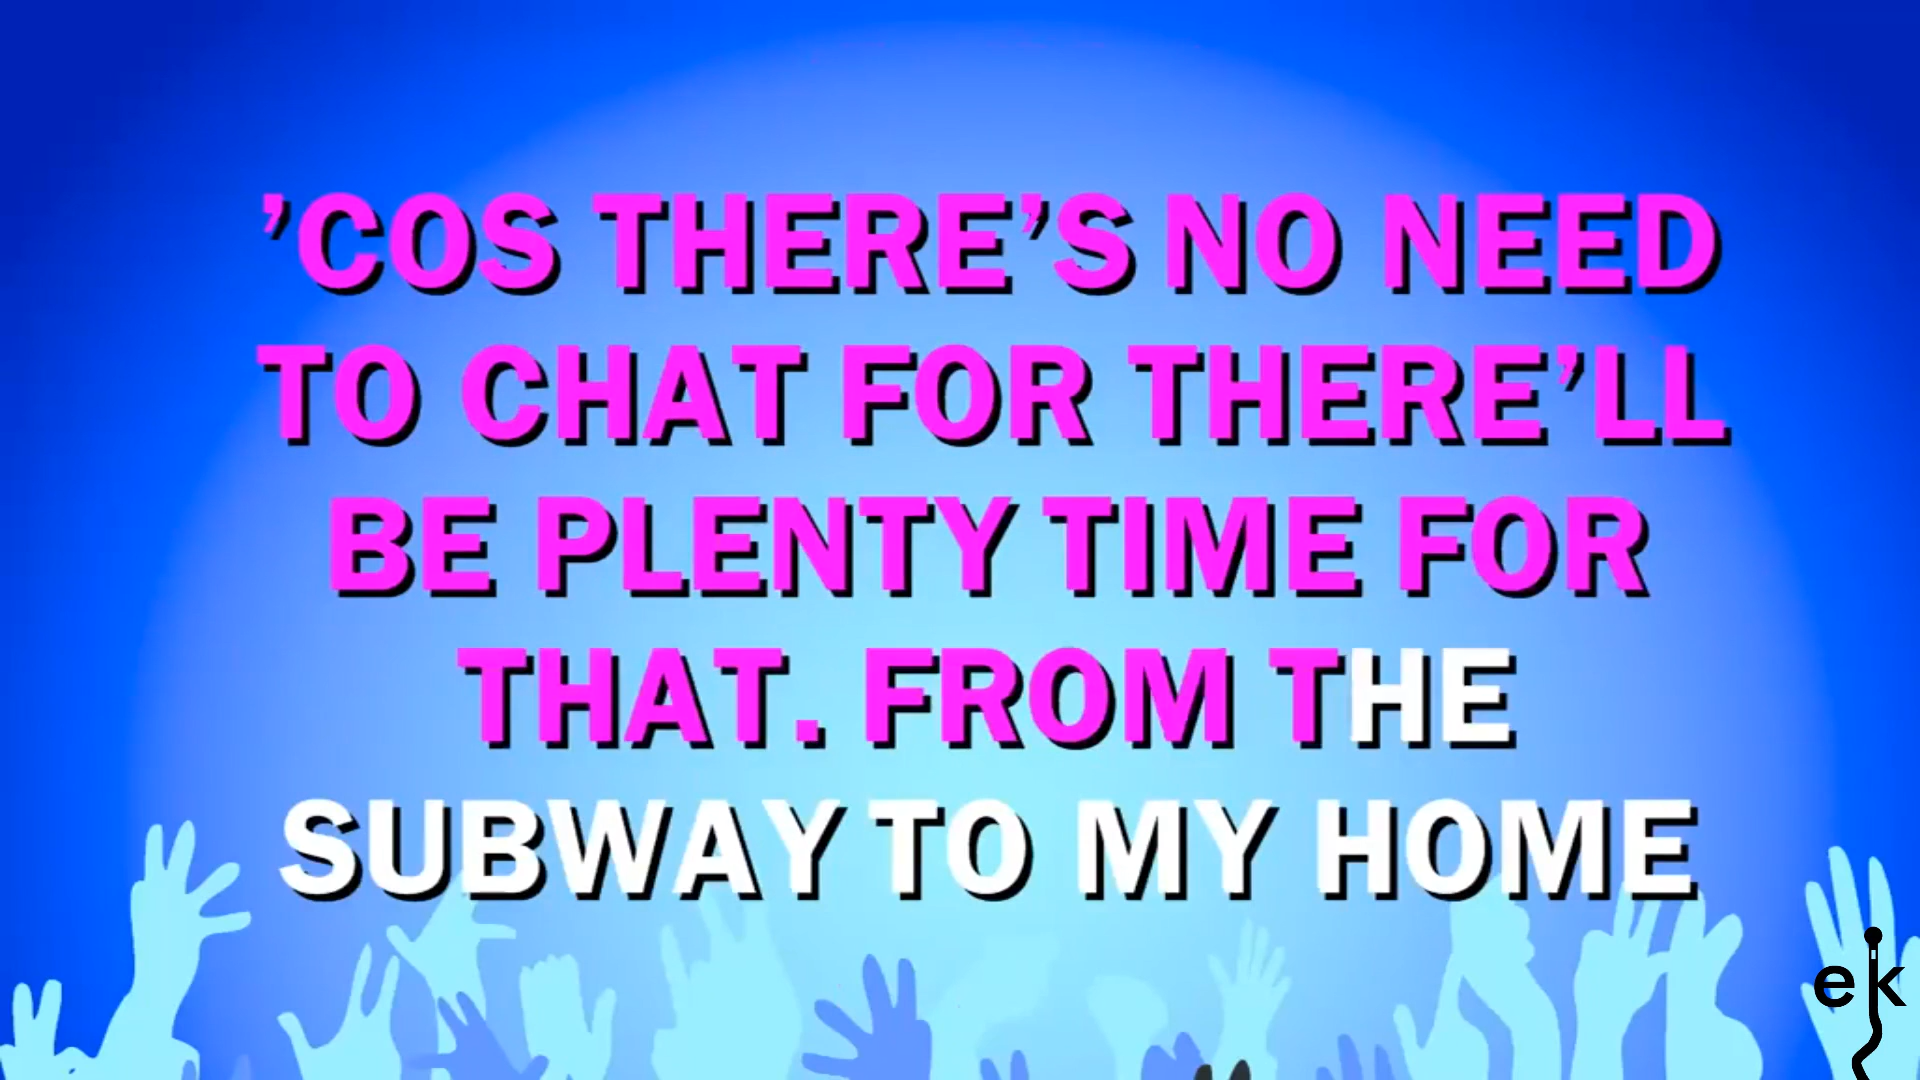 ’COS THERE’S NO NEED
TO CHAT FOR THERE’LL
BE PLENTY TIME FOR
THAT. FROM THE
SUBWAY TO MY HOME
ek